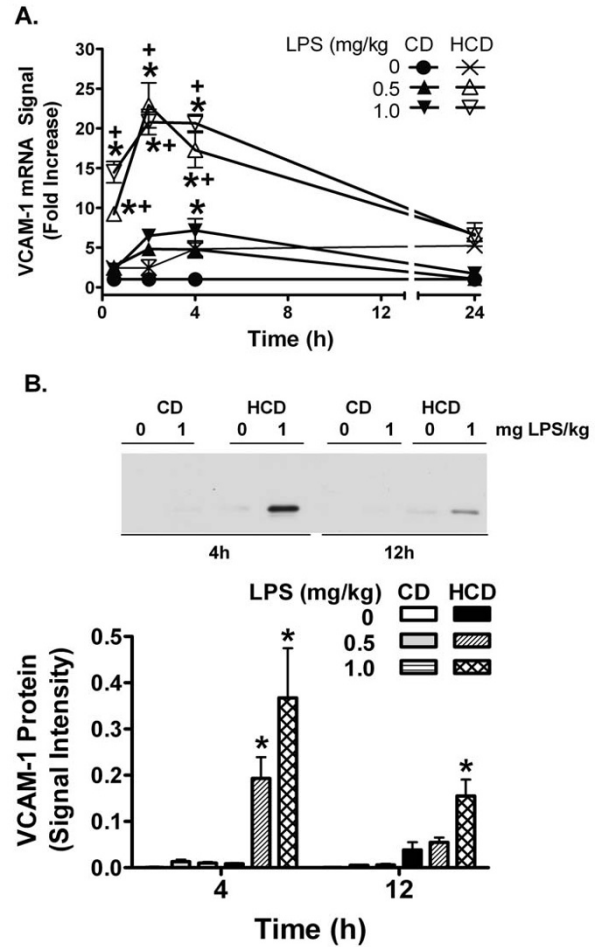 A.
LPS (mg/kg CD HCD
0
0.5
1.0
VCAM-1 mRNA Signal
(Fold Increase)
30
25
20
15
10
5
0
+
*
+
*
+
*
*+
*+
*+
*
0 4 8 12 24
Time (h)
B.
CD HCD CD HCD
0 1 0 1 0 1 0 1 mg LPS/kg
4h 12h
LPS (mg/kg) CD HCD
0
0.5
1.0
VCAM-1 Protein
(Signal Intensity)
0.5
0.4
0.3
0.2
0.1
0.0
*
*
*
4 12
Time (h)